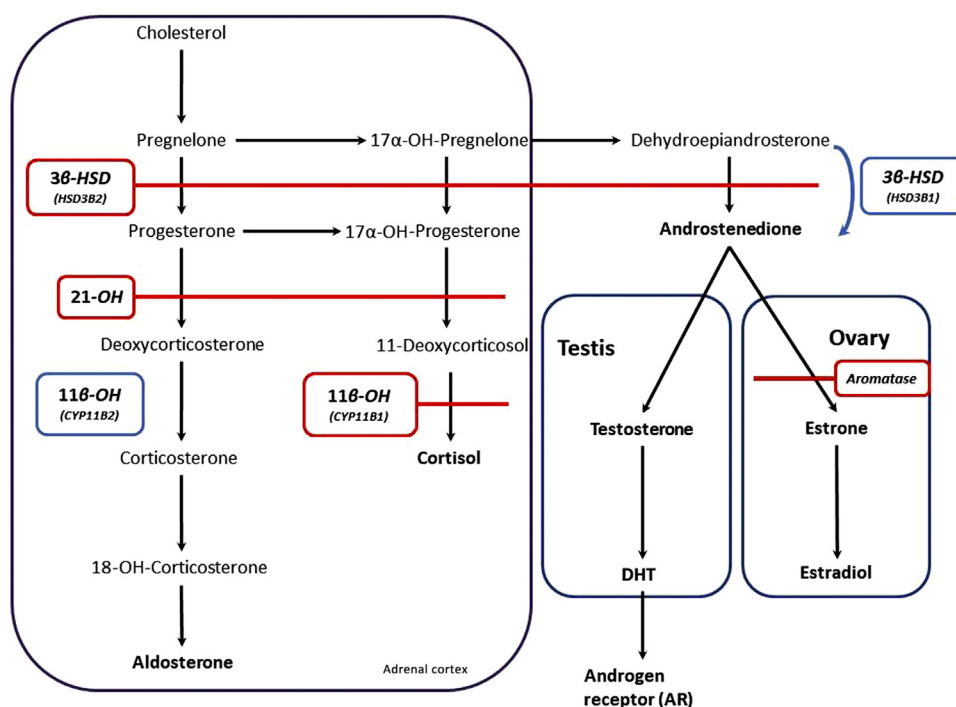 Cholesterol
Pregnelone
17α-OH-Pregnelone
Dehydroepiandrosterone
3β-HSD
(HSD3B2)
3β-HSD
(HSD3B1)
Progesterone
17α-OH-Progesterone
Androstenedione
21-OH
Deoxycorticosterone
11-Deoxycorticosol
Testis
Ovary
Aromatase
11β-OH
(CYP11B2)
11β-OH
(CYP11B1)
Corticosterone
Cortisol
Testosterone
Estrone
18-OH-Corticosterone
DHT
Estradiol
Aldosterone
Adrenal cortex
Androgen
receptor (AR)